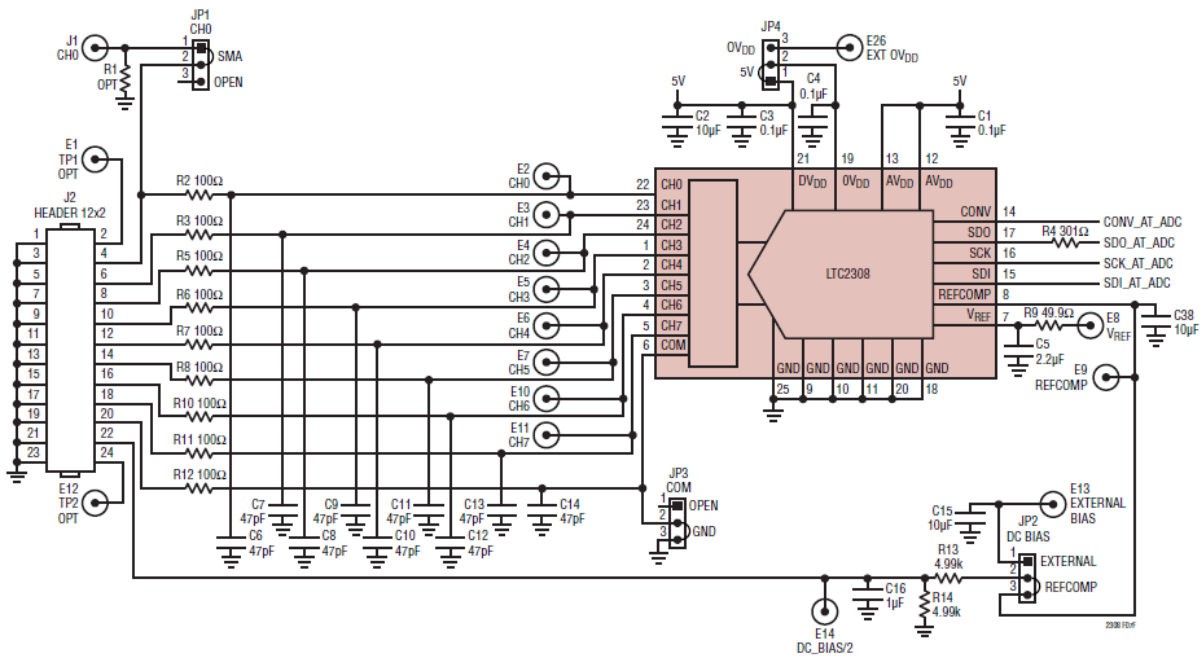 JP1
CH0
J1
CH0
1
2
3
SMA
OPEN
R1
OPT
E1
TP1
OPT
J2
HEADER 12x2
1
3
5
7
9
11
13
15
17
19
21
23
2
4
6
8
10
12
14
16
18
20
22
24
E12
TP2
OPT
R2 100Ω
R3 100Ω
R5 100Ω
R6 100Ω
R7 100Ω
R8 100Ω
R10 100Ω
R11 100Ω
R12 100Ω
C7
47pF
C9
47pF
C11
47pF
C13
47pF
C14
47pF
C6
47pF
C8
47pF
C10
47pF
C12
47pF
E2
CH0
E3
CH1
E4
CH2
E5
CH3
E6
CH4
E7
CH5
E10
CH6
E11
CH7
JP4
0VDD
5V
3
2
1
E26
EXT 0VDD
5V
C2
10µF
C3
0.1µF
C4
0.1µF
5V
C1
0.1µF
21
19
13
12
DVDD
0VDD
AVDD
AVDD
22
CH0
23
CH1
24
CH2
1
CH3
2
CH4
3
CH5
4
CH6
5
CH7
6
COM
LTC2308
CONV
14
CONV_AT_ADC
SDO
17
R4 301Ω
SDO_AT_ADC
SCK
16
SCK_AT_ADC
SDI
15
SDI_AT_ADC
REFCOMP
8
VREF
7
R9 49.9Ω
E8
VREF
C38
10µF
C5
2.2µF
E9
REFCOMP
GND
GND
GND
GND
GND
GND
25
9
10
11
20
18
JP3
COM
1
2
3
OPEN
GND
E13
EXTERNAL
BIAS
C15
10µF
JP2
DC BIAS
1
2
3
EXTERNAL
REFCOMP
R13
4.99k
R14
4.99k
C16
1µF
E14
DC_BIAS/2